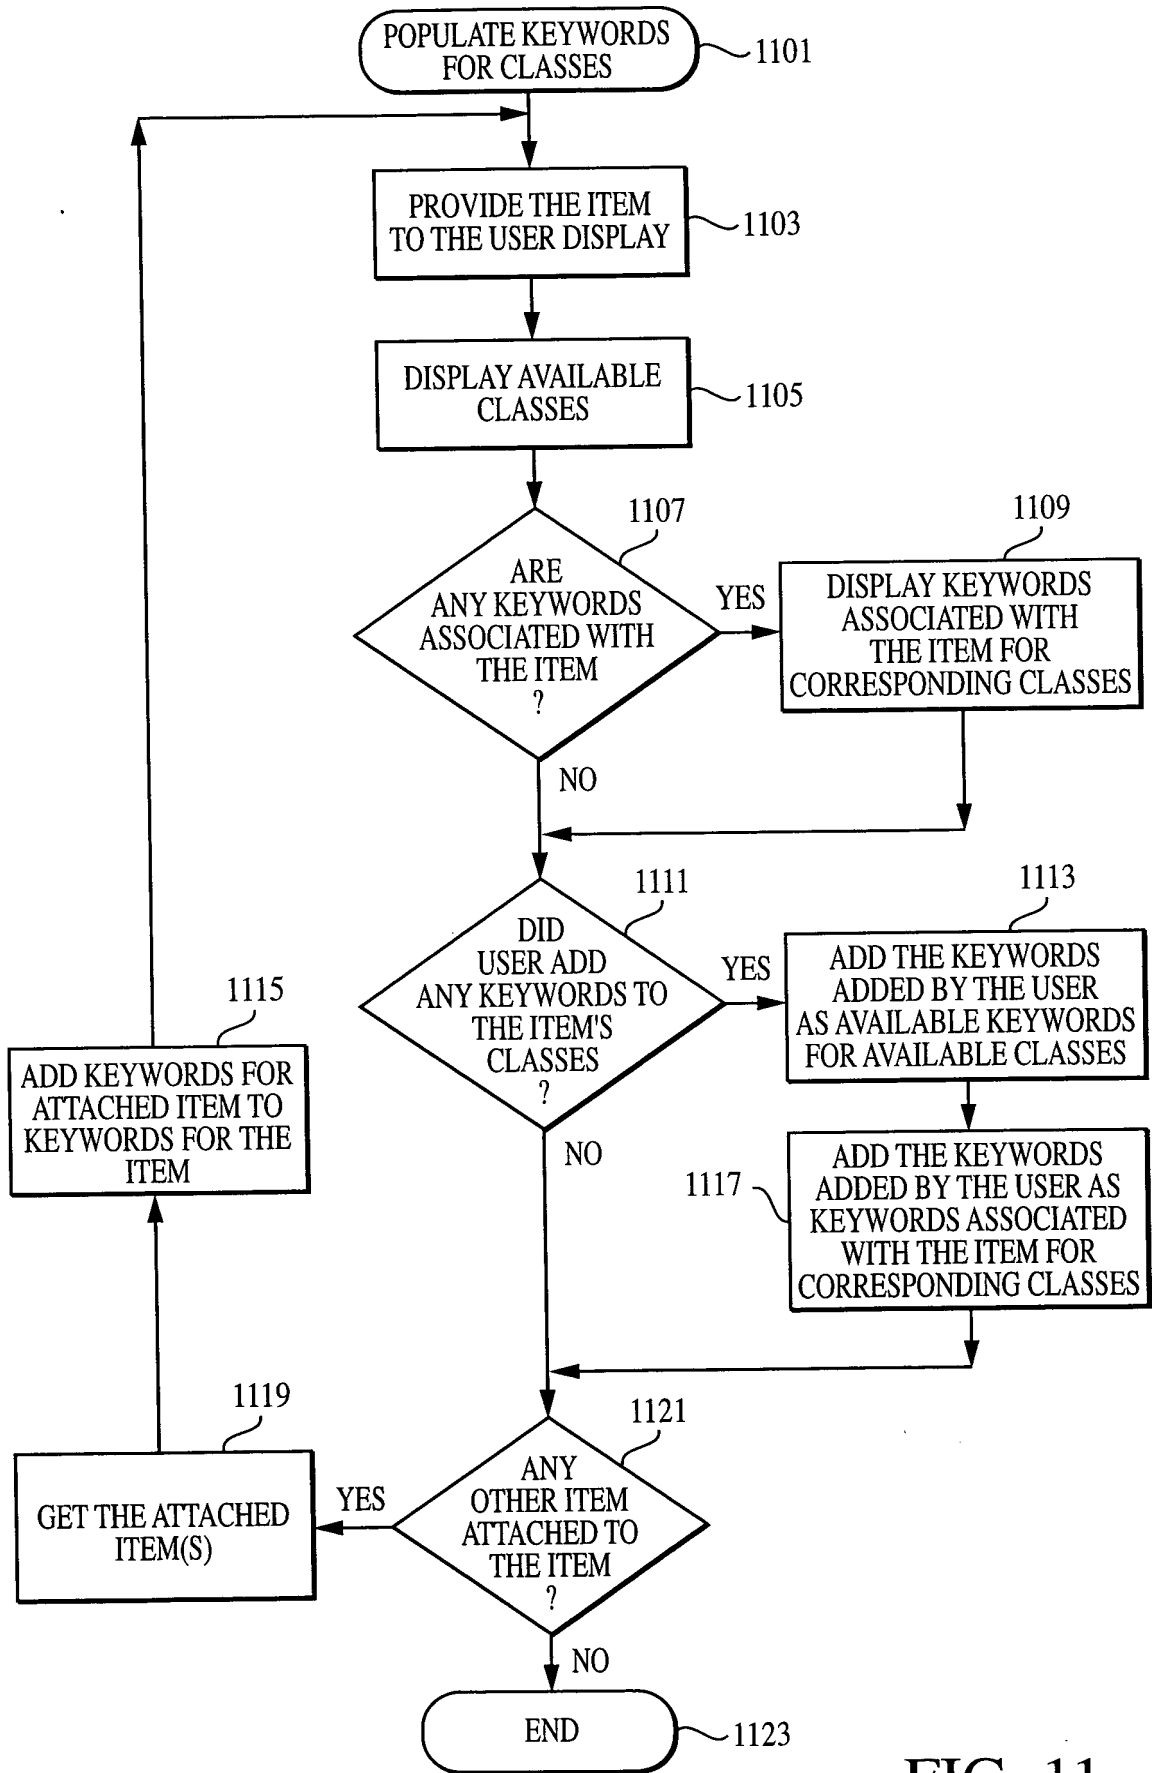 POPULATE KEYWORDS
FOR CLASSES
1101
PROVIDE THE ITEM
TO THE USER DISPLAY
1103
DISPLAY AVAILABLE
CLASSES
1105
1107
ARE
ANY KEYWORDS
ASSOCIATED WITH
THE ITEM
?
YES
NO
1109
DISPLAY KEYWORDS
ASSOCIATED WITH
THE ITEM FOR
CORRESPONDING CLASSES
1111
DID
USER ADD
ANY KEYWORDS TO
THE ITEM'S
CLASSES
?
YES
NO
1113
ADD THE KEYWORDS
ADDED BY THE USER
AS AVAILABLE KEYWORDS
FOR AVAILABLE CLASSES
1117
ADD THE KEYWORDS
ADDED BY THE USER AS
KEYWORDS ASSOCIATED
WITH THE ITEM FOR
CORRESPONDING CLASSES
1115
ADD KEYWORDS FOR
ATTACHED ITEM TO
KEYWORDS FOR THE
ITEM
1119
GET THE ATTACHED
ITEM(S)
YES
1121
ANY
OTHER ITEM
ATTACHED TO
THE ITEM
?
NO
END
1123
FIG. 11